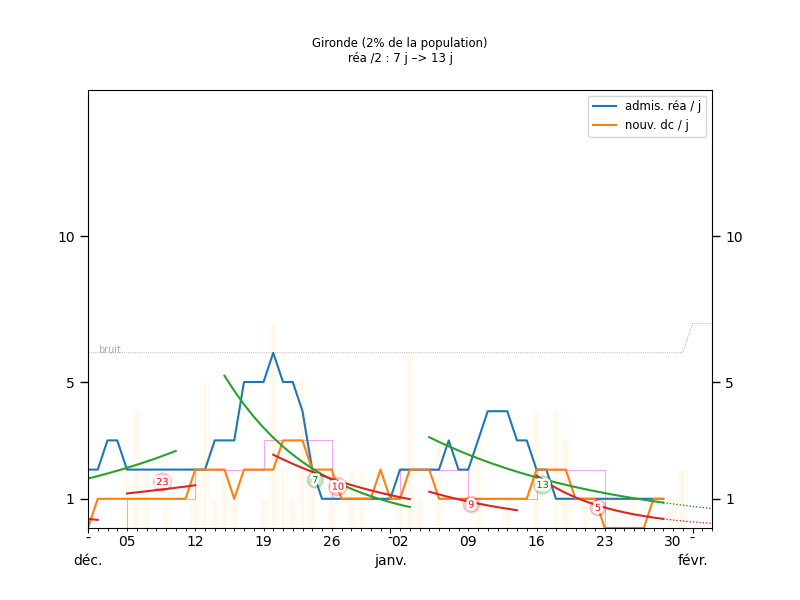 Gironde (2% de la population)
réa /2 : 7 j –> 13 j
admis. réa / j
nouv. dc / j
10
10
bruit
5
5
23
7
10
13
9
5
1
1
-
05
12
19
26
02
09
16
23
30
-
déc.
janv.
févr.